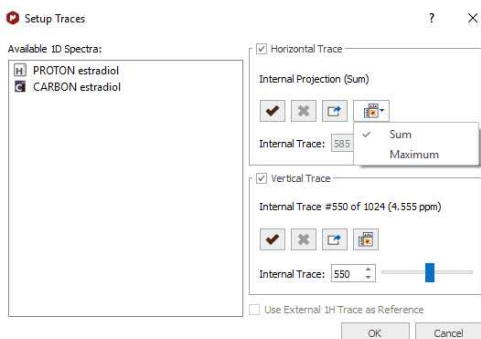 Setup Traces
?
Available 1D Spectra:
H PROTON estradiol
C CARBON estradiol
Horizontal Trace
Internal Projection (Sum)
Internal Trace: 585
Sum
Maximum
Vertical Trace
Internal Trace #550 of 1024 (4.555 ppm)
Internal Trace: 550
Use External 1H Trace as Reference
OK Cancel